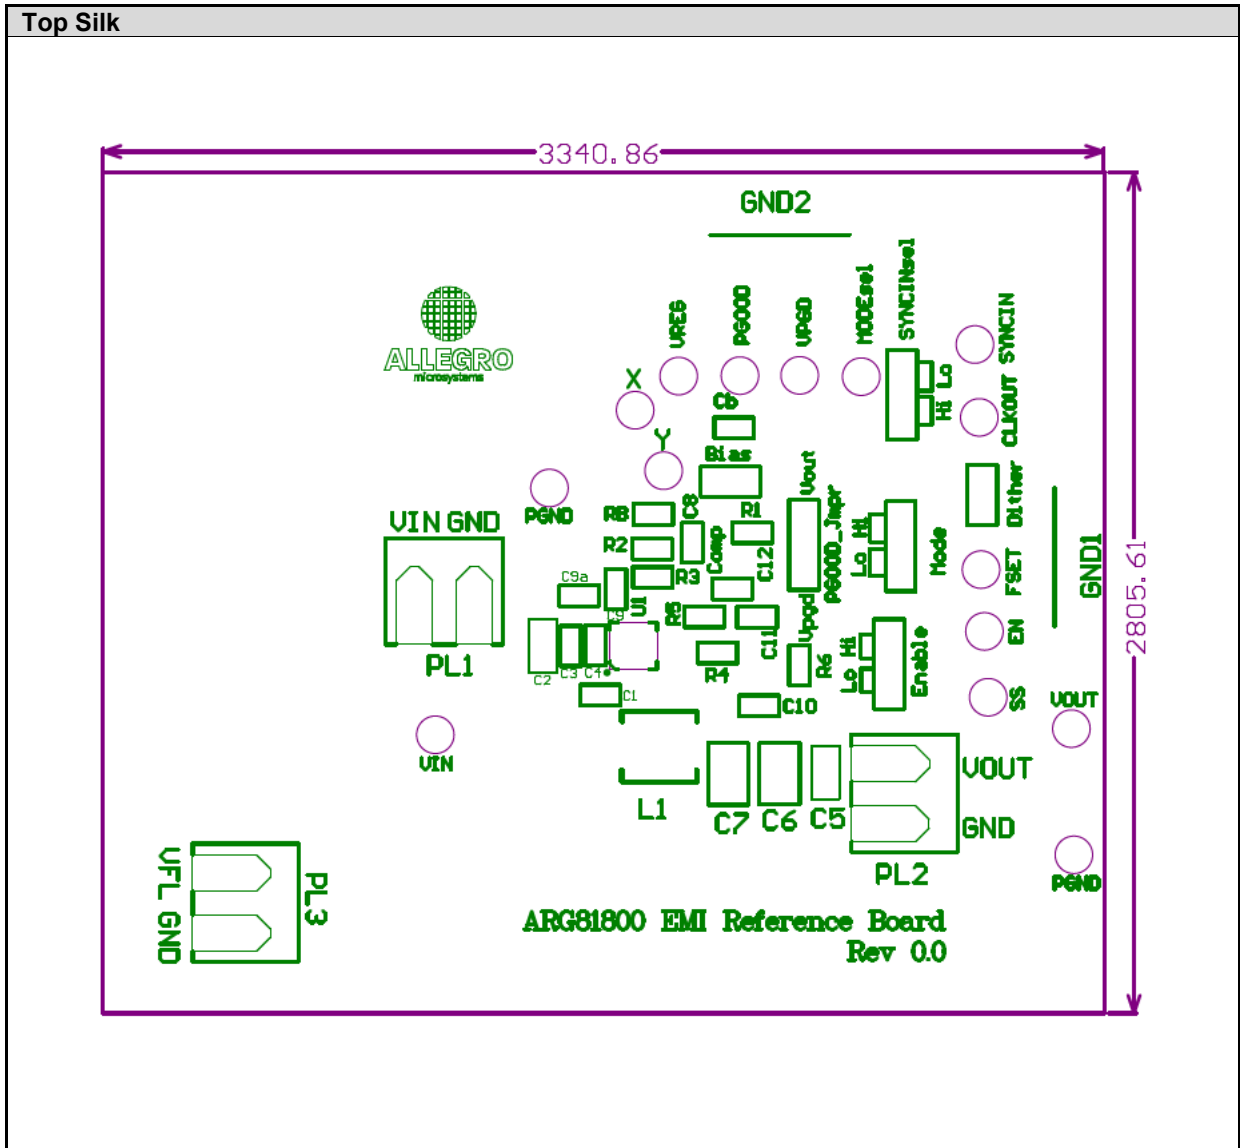 Top Silk
3340.86
GND2
SYNCINsel
MODEsel
VREG
PGOOD
VPGD
SYNCIN
ALLEGRO
microsystems
X
Lo
Hi
CLKOUT
Y
Bias
Vout
PGND
R8
C8
R1
Dither
VIN GND
R2
Comp
C12
PGOOD_Jmpr
Hi
Lo
Mode
FSET
GND1
2805.61
C9a
R3
U1
C9
R5
C11
Vpgd
EN
Hi
Lo
Enable
PL1
C2
C3
C4
R4
R6
C1
C10
SS
VOUT
VIN
VOUT
L1
C7
C6
C5
GND
PL2
PGND
VFL GND
PL3
ARG81800 EMI Reference Board
Rev 0.0